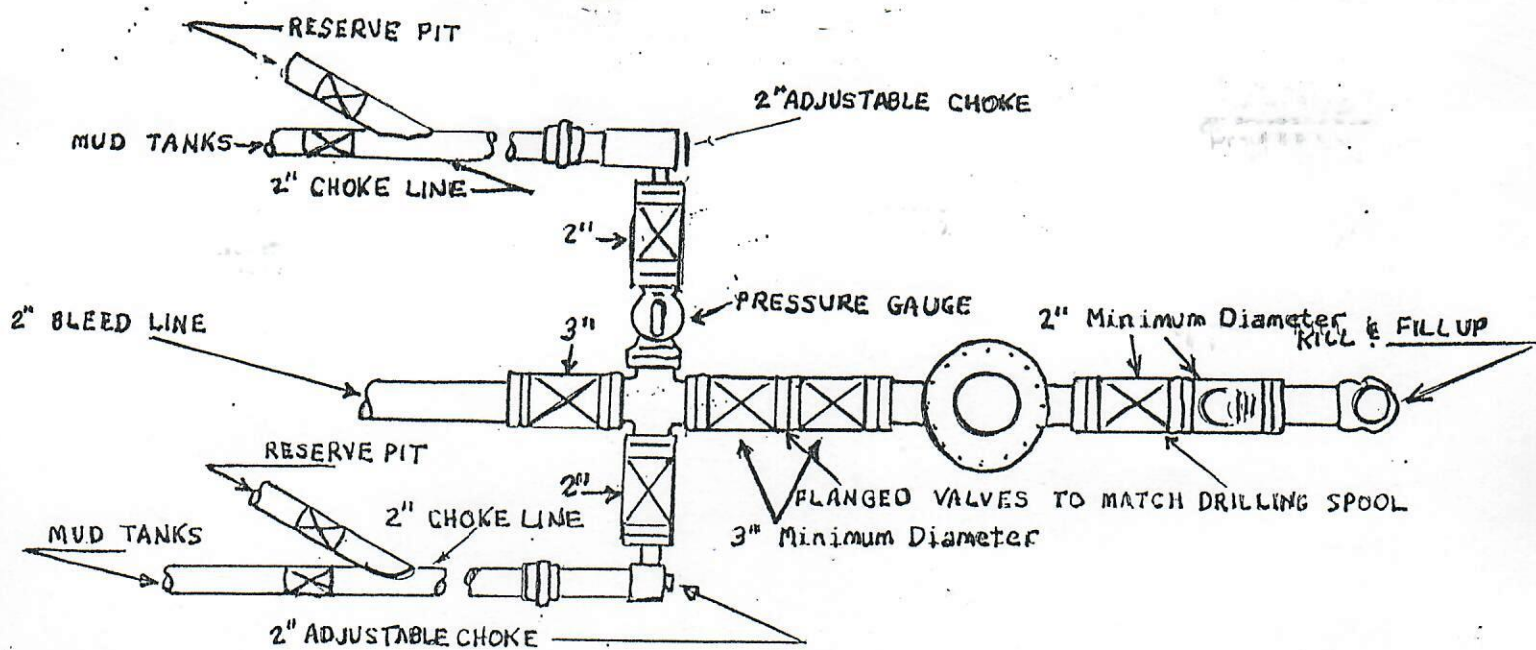 RESERVE PIT
2" ADJUSTABLE CHOKE
MUD TANKS
2" CHOKE LINE
2"
PRESSURE GAUGE
2" BLEED LINE
3"
2" Minimum Diameter
KILL & FILLUP
RESERVE PIT
2"
FLANGED VALVES TO MATCH DRILLING SPOOL
2" CHOKE LINE
3" Minimum Diameter
MUD TANKS
2" ADJUSTABLE CHOKE